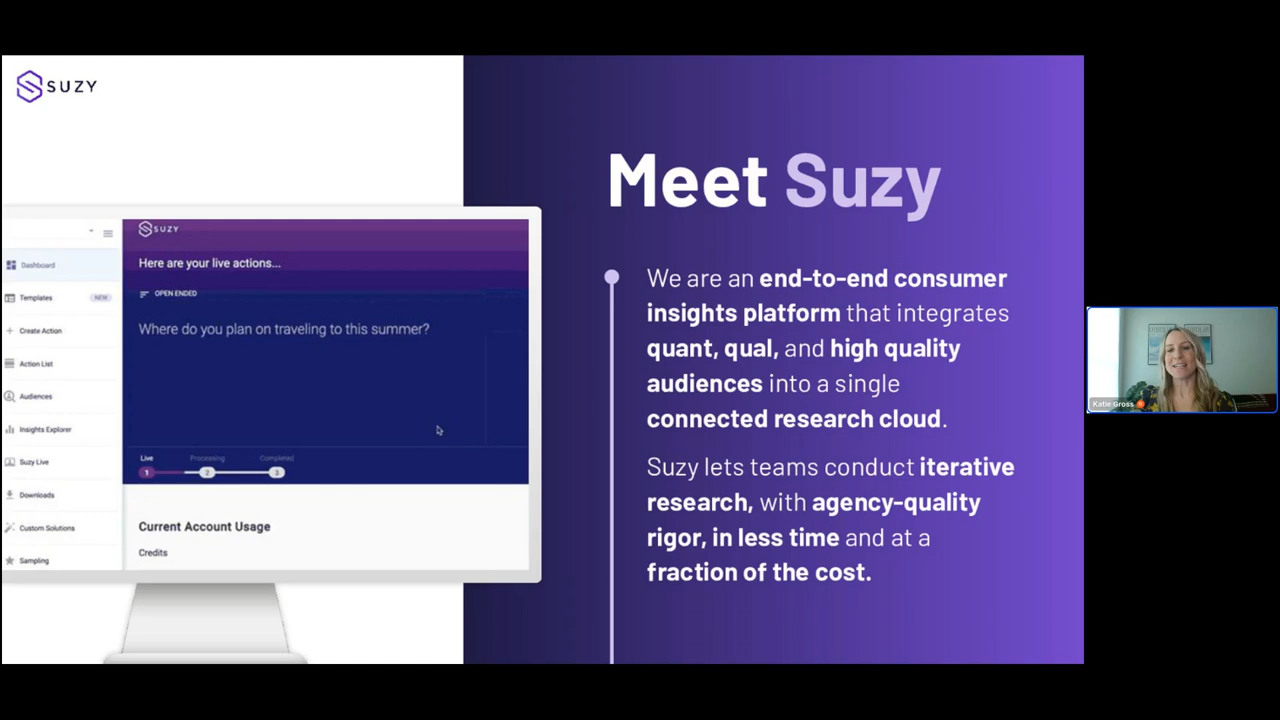 SUZY
SUZY
Here are your live actions...
OPEN ENDED
Where do you plan on traveling to this summer?
Live
Processing
Completed
1
2
3
Current Account Usage
Credits
Dashboard
Templates NEW
Create Action
Action List
Audiences
Insights Explorer
Suzy Live
Downloads
Custom Solutions
Sampling
Meet Suzy
We are an end-to-end consumer
insights platform that integrates
quant, qual, and high quality
audiences into a single
connected research cloud.
Suzy lets teams conduct iterative
research, with agency-quality
rigor, in less time and at a
fraction of the cost.
Katie Gross